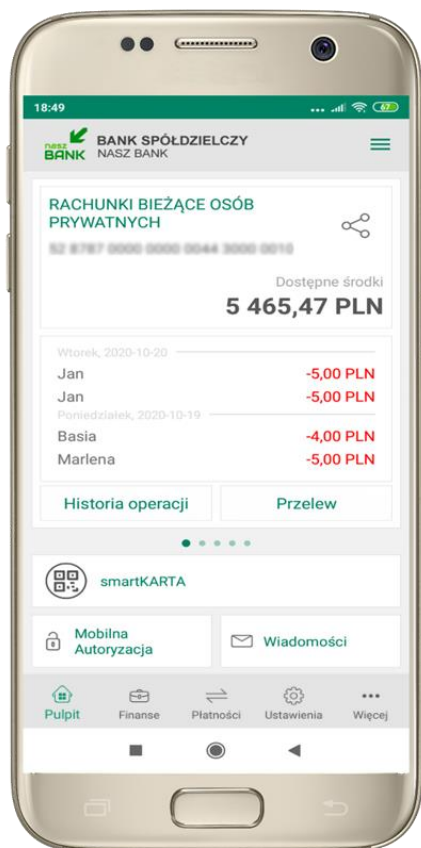 18:49
67
nasz
BANK
BANK SPÓŁDZIELCZY
NASZ BANK
RACHUNKI BIEŻĄCE OSÓB
PRYWATNYCH
Dostępne środki
5 465,47 PLN
Wtorek, 2020-10-20
Jan -5,00 PLN
Jan -5,00 PLN
Poniedziałek, 2020-10-19
Basia -4,00 PLN
Marlena -5,00 PLN
Historia operacji Przelew
smartKARTA
Mobilna
Autoryzacja
Wiadomości
Pulpit Finanse Płatności Ustawienia Więcej